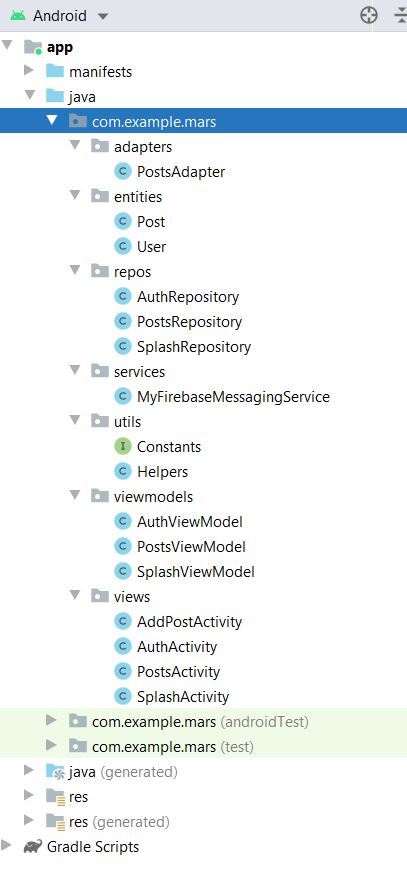 Android
app
manifests
java
com.example.mars
adapters
C PostsAdapter
entities
C Post
C User
repos
C AuthRepository
C PostsRepository
C SplashRepository
services
C MyFirebaseMessagingService
utils
I Constants
C Helpers
viewmodels
C AuthViewModel
C PostsViewModel
C SplashViewModel
views
C AddPostActivity
C AuthActivity
C PostsActivity
C SplashActivity
com.example.mars (androidTest)
com.example.mars (test)
java (generated)
res
res (generated)
Gradle Scripts